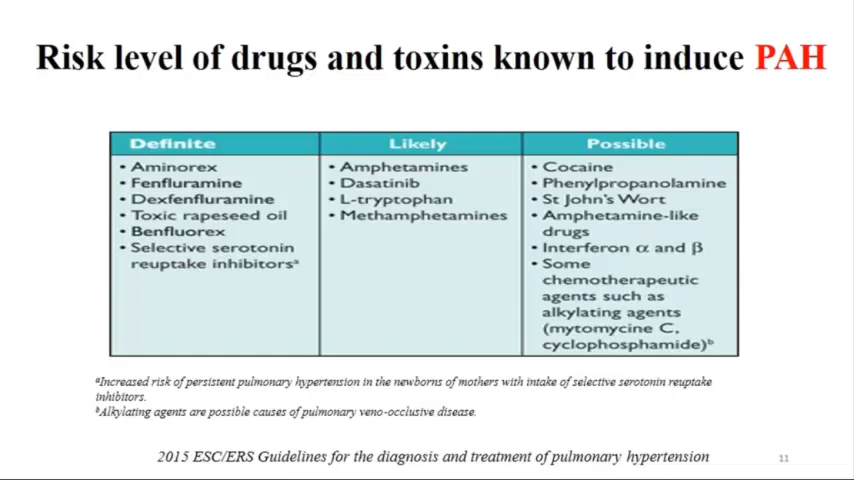 Risk level of drugs and toxins known to induce PAH
Definite
• Aminorex
• Fenfluramine
• Dexfenfluramine
• Toxic rapeseed oil
• Benfluorex
• Selective serotonin
reuptake inhibitorsᵃ
Likely
• Amphetamines
• Dasatinib
• L-tryptophan
• Methamphetamines
Possible
• Cocaine
• Phenylpropanolamine
• St John's Wort
• Amphetamine-like
drugs
• Interferon α and β
• Some
chemotherapeutic
agents such as
alkylating agents
(mytomycine C,
cyclophosphamide)ᵇ
ᵃIncreased risk of persistent pulmonary hypertension in the newborns of mothers with intake of selective serotonin reuptake
inhibitors.
ᵇAlkylating agents are possible causes of pulmonary veno-occlusive disease.
2015 ESC/ERS Guidelines for the diagnosis and treatment of pulmonary hypertension
11